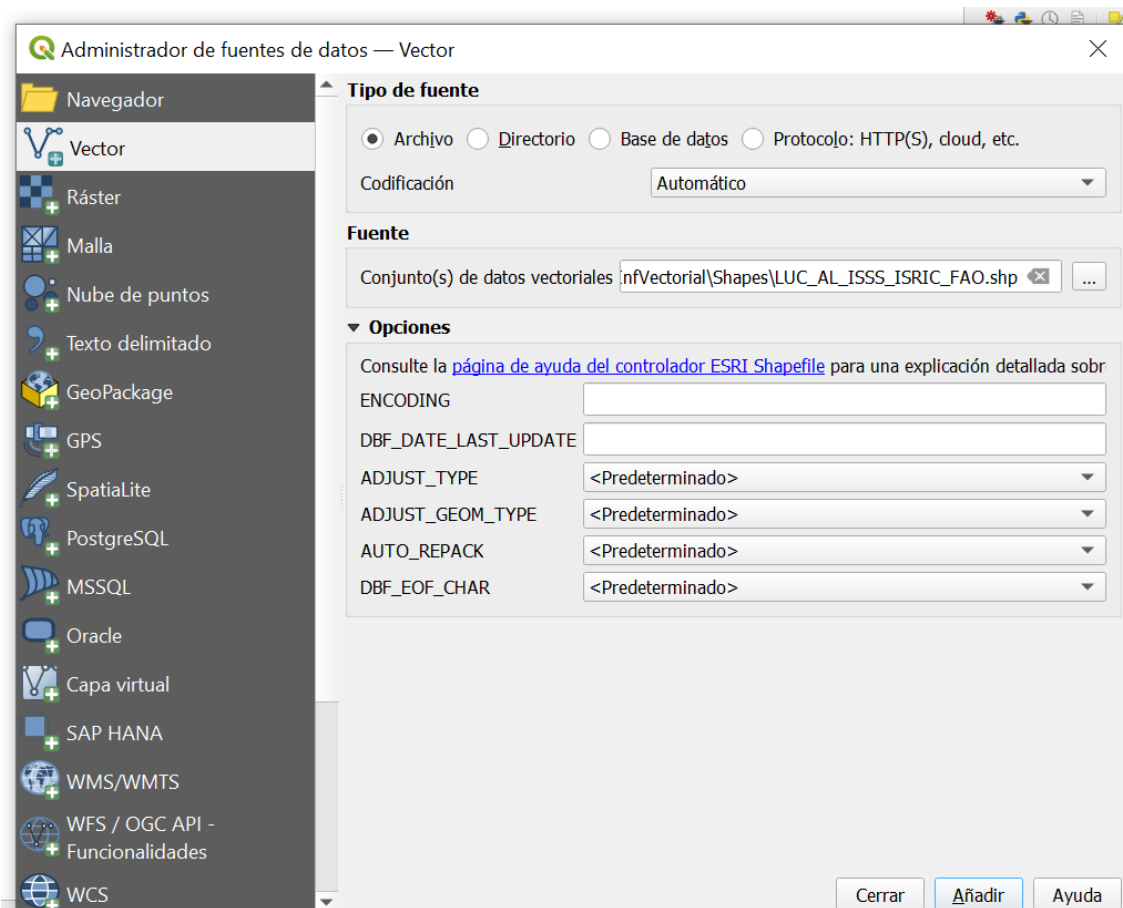 Administrador de fuentes de datos — Vector
Navegador
Vector
Ráster
Malla
Nube de puntos
Texto delimitado
GeoPackage
GPS
SpatiaLite
PostgreSQL
MSSQL
Oracle
Capa virtual
SAP HANA
WMS/WMTS
WFS / OGC API -
Funcionalidades
WCS
Tipo de fuente
Archivo Directorio Base de datos Protocolo: HTTP(S), cloud, etc.
Codificación Automático
Fuente
Conjunto(s) de datos vectoriales nfVectorial\Shapes\LUC_AL_ISSS_ISRIC_FAO.shp ...
Opciones
Consulte la página de ayuda del controlador ESRI Shapefile para una explicación detallada sobr
ENCODING
DBF_DATE_LAST_UPDATE
ADJUST_TYPE <Predeterminado>
ADJUST_GEOM_TYPE <Predeterminado>
AUTO_REPACK <Predeterminado>
DBF_EOF_CHAR <Predeterminado>
Cerrar Añadir Ayuda